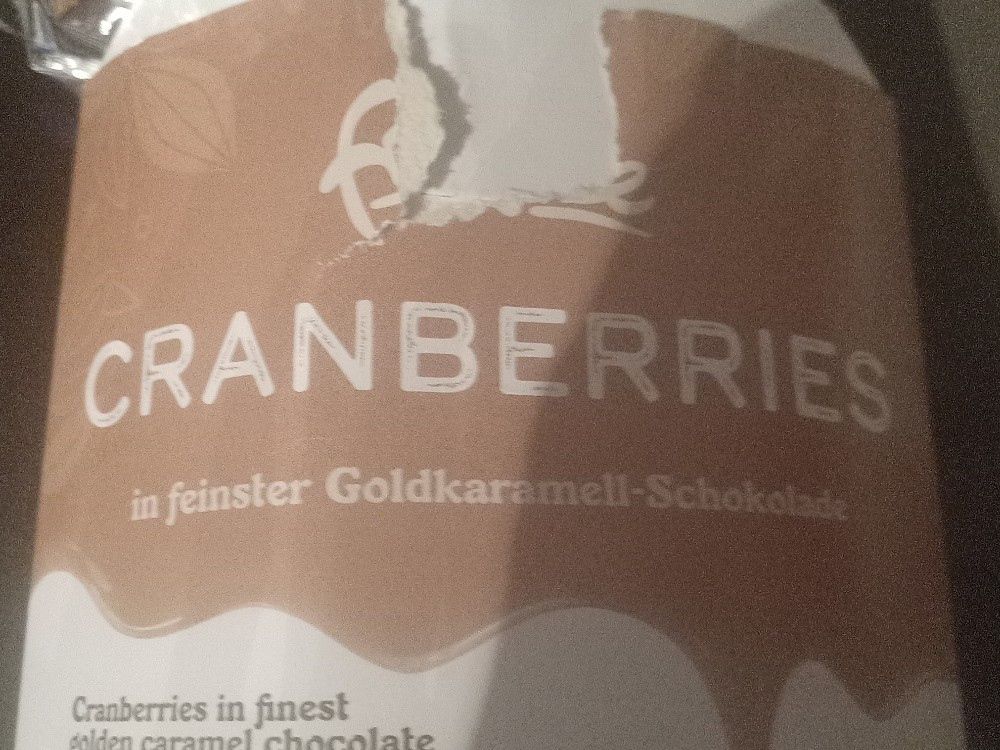 CRANBERRIES
in feinster Goldkaramell-Schokolade
Cranberries in finest
golden caramel chocolate